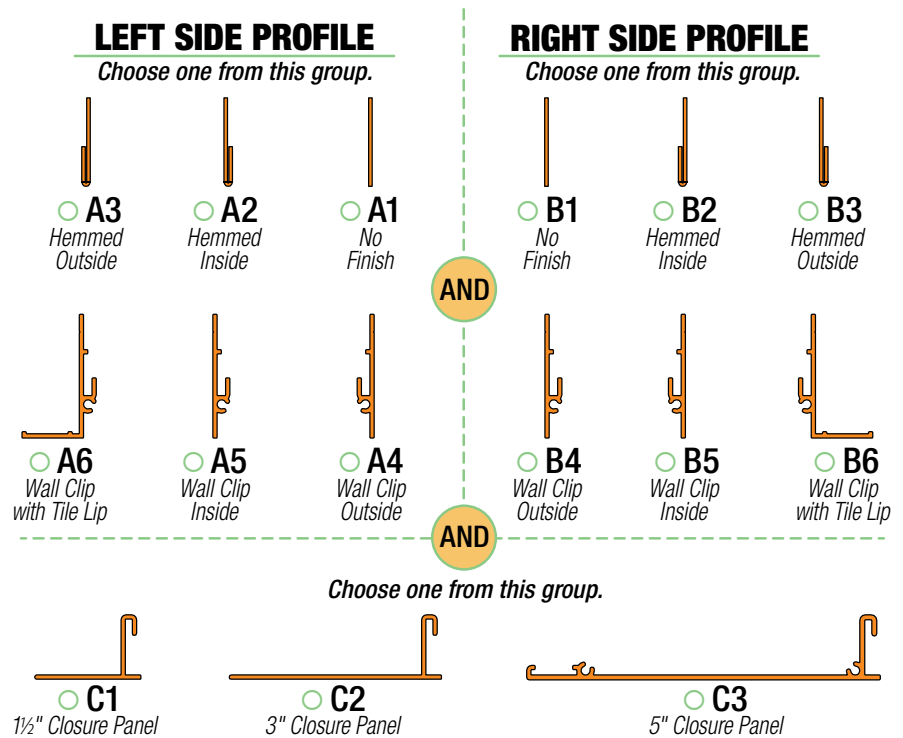 LEFT SIDE PROFILE
Choose one from this group.
A3
Hemmed
Outside
A2
Hemmed
Inside
A1
No
Finish
A6
Wall Clip
with Tile Lip
A5
Wall Clip
Inside
A4
Wall Clip
Outside
AND
RIGHT SIDE PROFILE
Choose one from this group.
B1
No
Finish
B2
Hemmed
Inside
B3
Hemmed
Outside
B4
Wall Clip
Outside
B5
Wall Clip
Inside
B6
Wall Clip
with Tile Lip
AND
Choose one from this group.
C1
1½" Closure Panel
C2
3" Closure Panel
C3
5" Closure Panel